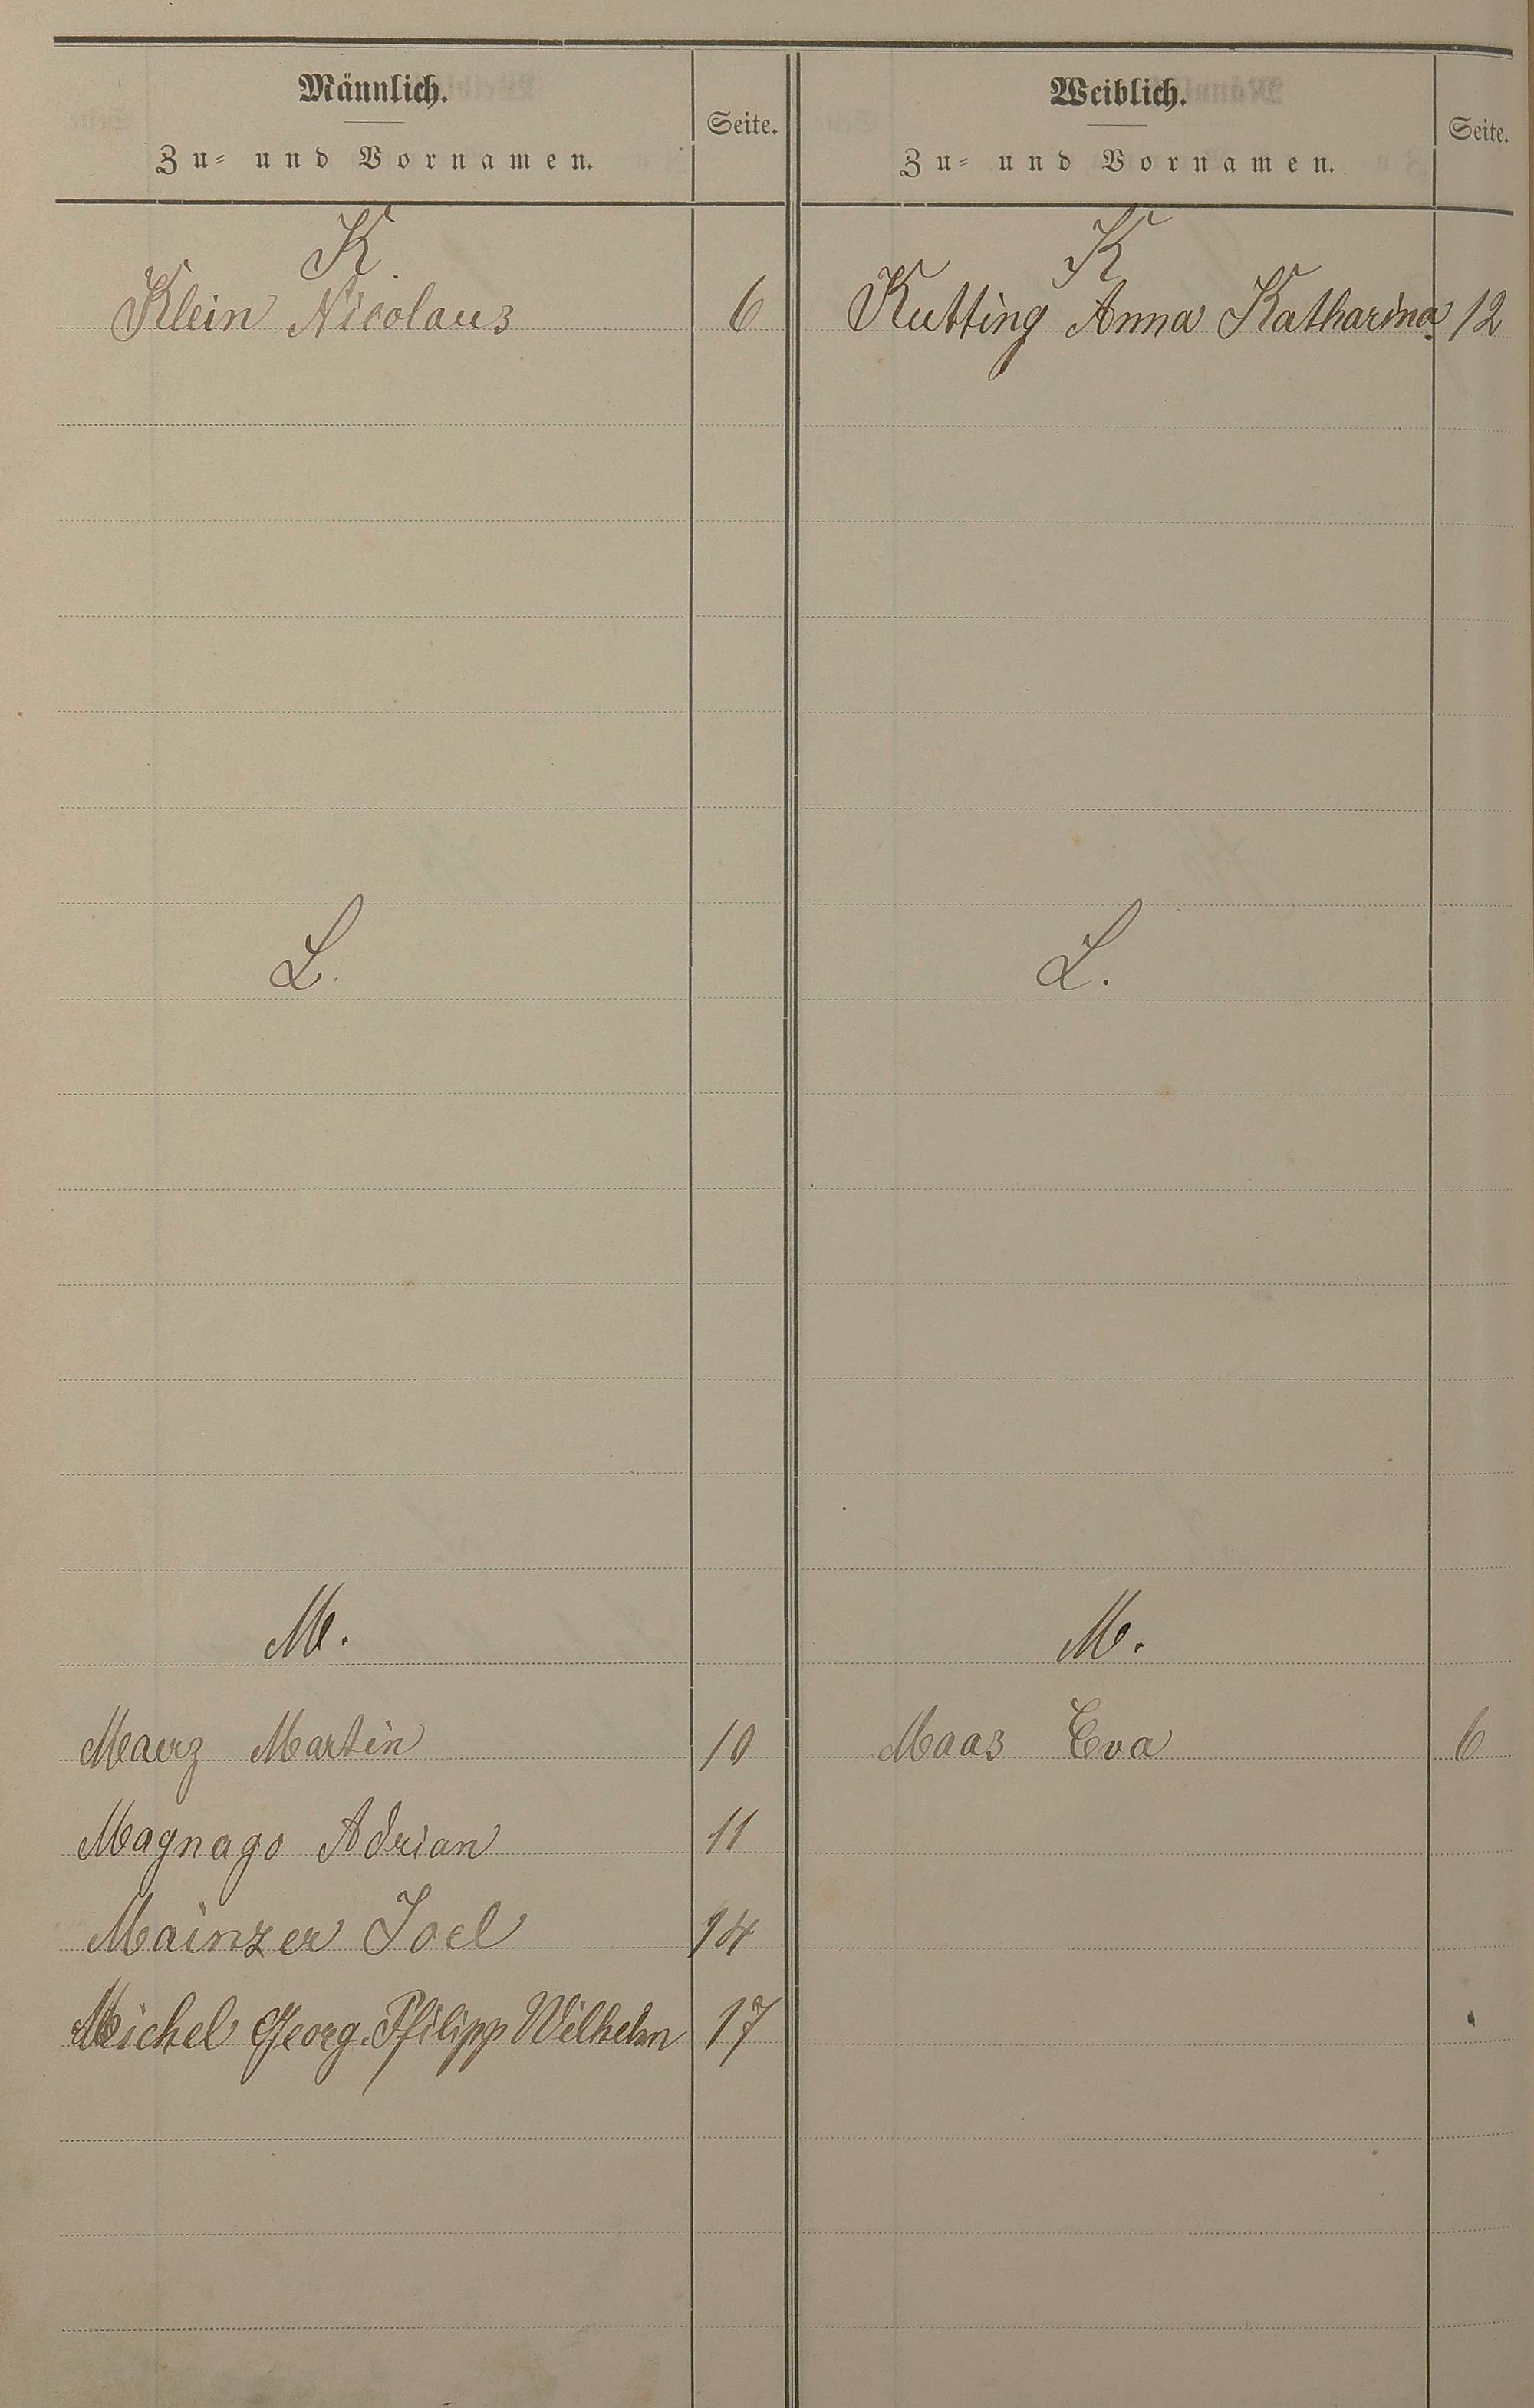 Männlich.
Zu- und Vornamen.
Seite.
Weiblich.
Zu- und Vornamen.
Seite.
K
K
Klein Nicolaus 6
Kutting Anna Katharina 12
L.
L.
M.
M.
Maerz Martin 10
Maas Eva 6
Magnago Adrian 11
Mainzer Joel 14
Michel Georg Philipp Wilhelm 17